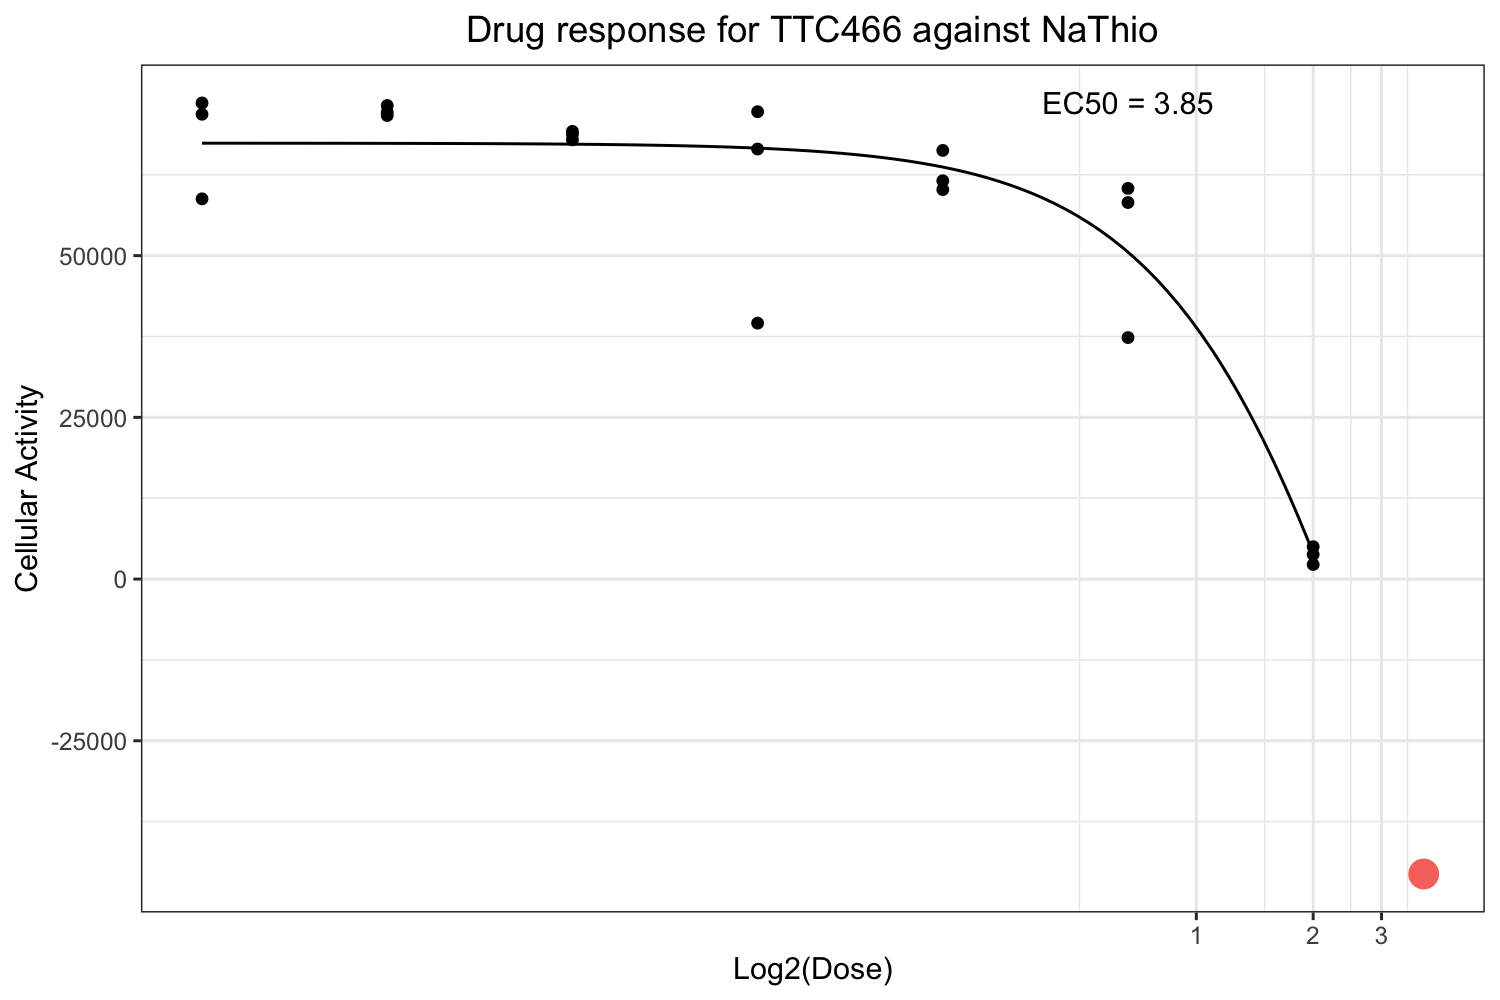 Drug response for TTC466 against NaThio
EC50 = 3.85
50000
25000
0
-25000
Cellular Activity
1 2 3
Log2(Dose)